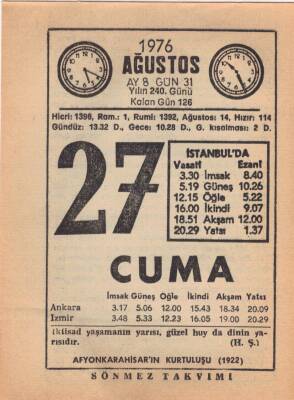 1976
AĞUSTOS
AY 8 GÜN 31
Yılın 240. Günü
Kalan Gün 126
Hicri: 1396, Ram.: 1, Rumi: 1392, Ağustos: 14, Hızır: 114
Gündüz: 13.32 D., Gece: 10.28 D., G. kısalması: 2 D.
27
İSTANBUL'DA
Vasati Ezani
3.30 İmsak 8.40
5.19 Güneş 10.26
12.15 Öğle 5.22
16.00 İkindi 9.07
18.51 Akşam 12.00
20.29 Yatsı 1.37
CUMA
İmsak Güneş Öğle İkindi Akşam Yatsı
Ankara 3.17 5.06 12.00 15.43 18.34 20.09
İzmir 3.48 5.33 12.23 16.05 19.00 20.29
İktisad yaşamanın yarısı, güzel huy da dinin ya-
rısıdır. (H. Ş.)
AFYONKARAHİSAR'IN KURTULUŞU (1922)
SÖNMEZ TAKVİMİ